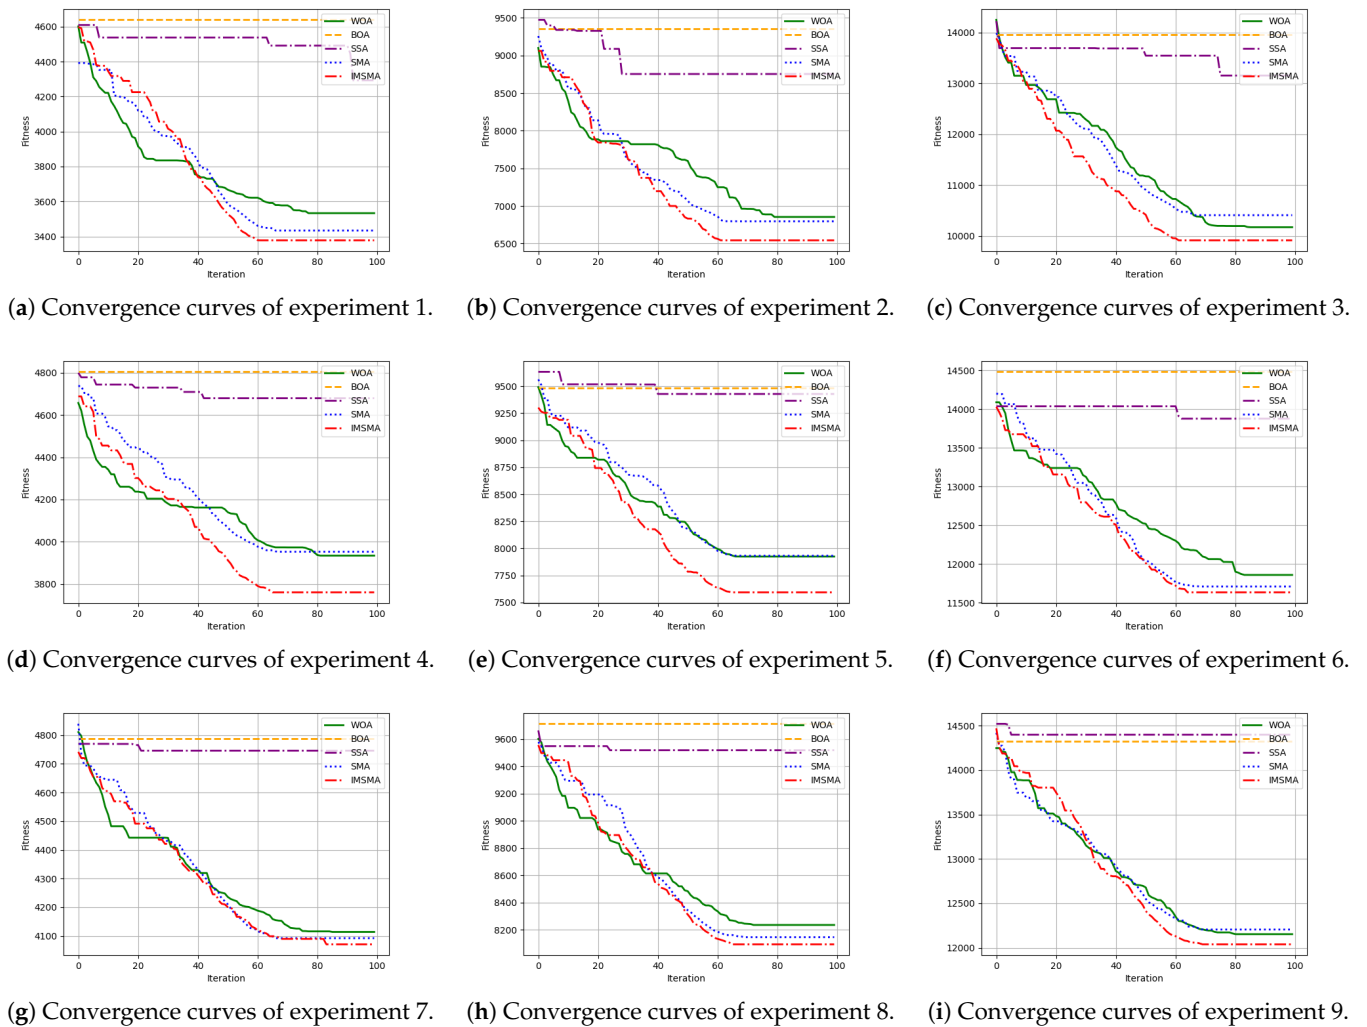 4600
4400
4200
4000
3800
3600
3400
Fitness
0 20 40 60 80 100
Iteration
WOA
BOA
SSA
SMA
IMSMA
(a) Convergence curves of experiment 1.
9500
9000
8500
8000
7500
7000
6500
Fitness
0 20 40 60 80 100
Iteration
WOA
BOA
SSA
SMA
IMSMA
(b) Convergence curves of experiment 2.
14000
13000
12000
11000
10000
Fitness
0 20 40 60 80 100
Iteration
WOA
BOA
SSA
SMA
IMSMA
(c) Convergence curves of experiment 3.
4800
4600
4400
4200
4000
3800
Fitness
0 20 40 60 80 100
Iteration
WOA
BOA
SSA
SMA
IMSMA
(d) Convergence curves of experiment 4.
9500
9250
9000
8750
8500
8250
8000
7750
7500
Fitness
0 20 40 60 80 100
Iteration
WOA
BOA
SSA
SMA
IMSMA
(e) Convergence curves of experiment 5.
14500
14000
13500
13000
12500
12000
11500
Fitness
0 20 40 60 80 100
Iteration
WOA
BOA
SSA
SMA
IMSMA
(f) Convergence curves of experiment 6.
4800
4700
4600
4500
4400
4300
4200
4100
Fitness
0 20 40 60 80 100
Iteration
WOA
BOA
SSA
SMA
IMSMA
(g) Convergence curves of experiment 7.
9600
9400
9200
9000
8800
8600
8400
8200
Fitness
0 20 40 60 80 100
Iteration
WOA
BOA
SSA
SMA
IMSMA
(h) Convergence curves of experiment 8.
14500
14000
13500
13000
12500
12000
Fitness
0 20 40 60 80 100
Iteration
WOA
BOA
SSA
SMA
IMSMA
(i) Convergence curves of experiment 9.